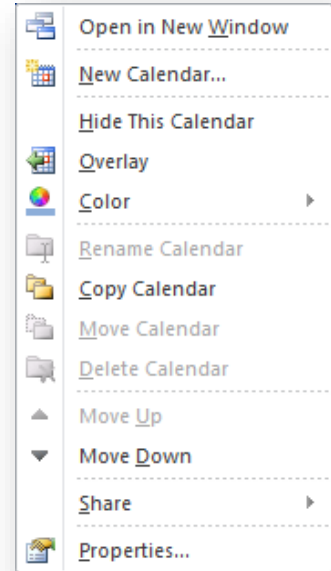 Open in New Window
New Calendar...
Hide This Calendar
Overlay
Color
Rename Calendar
Copy Calendar
Move Calendar
Delete Calendar
Move Up
Move Down
Share
Properties...